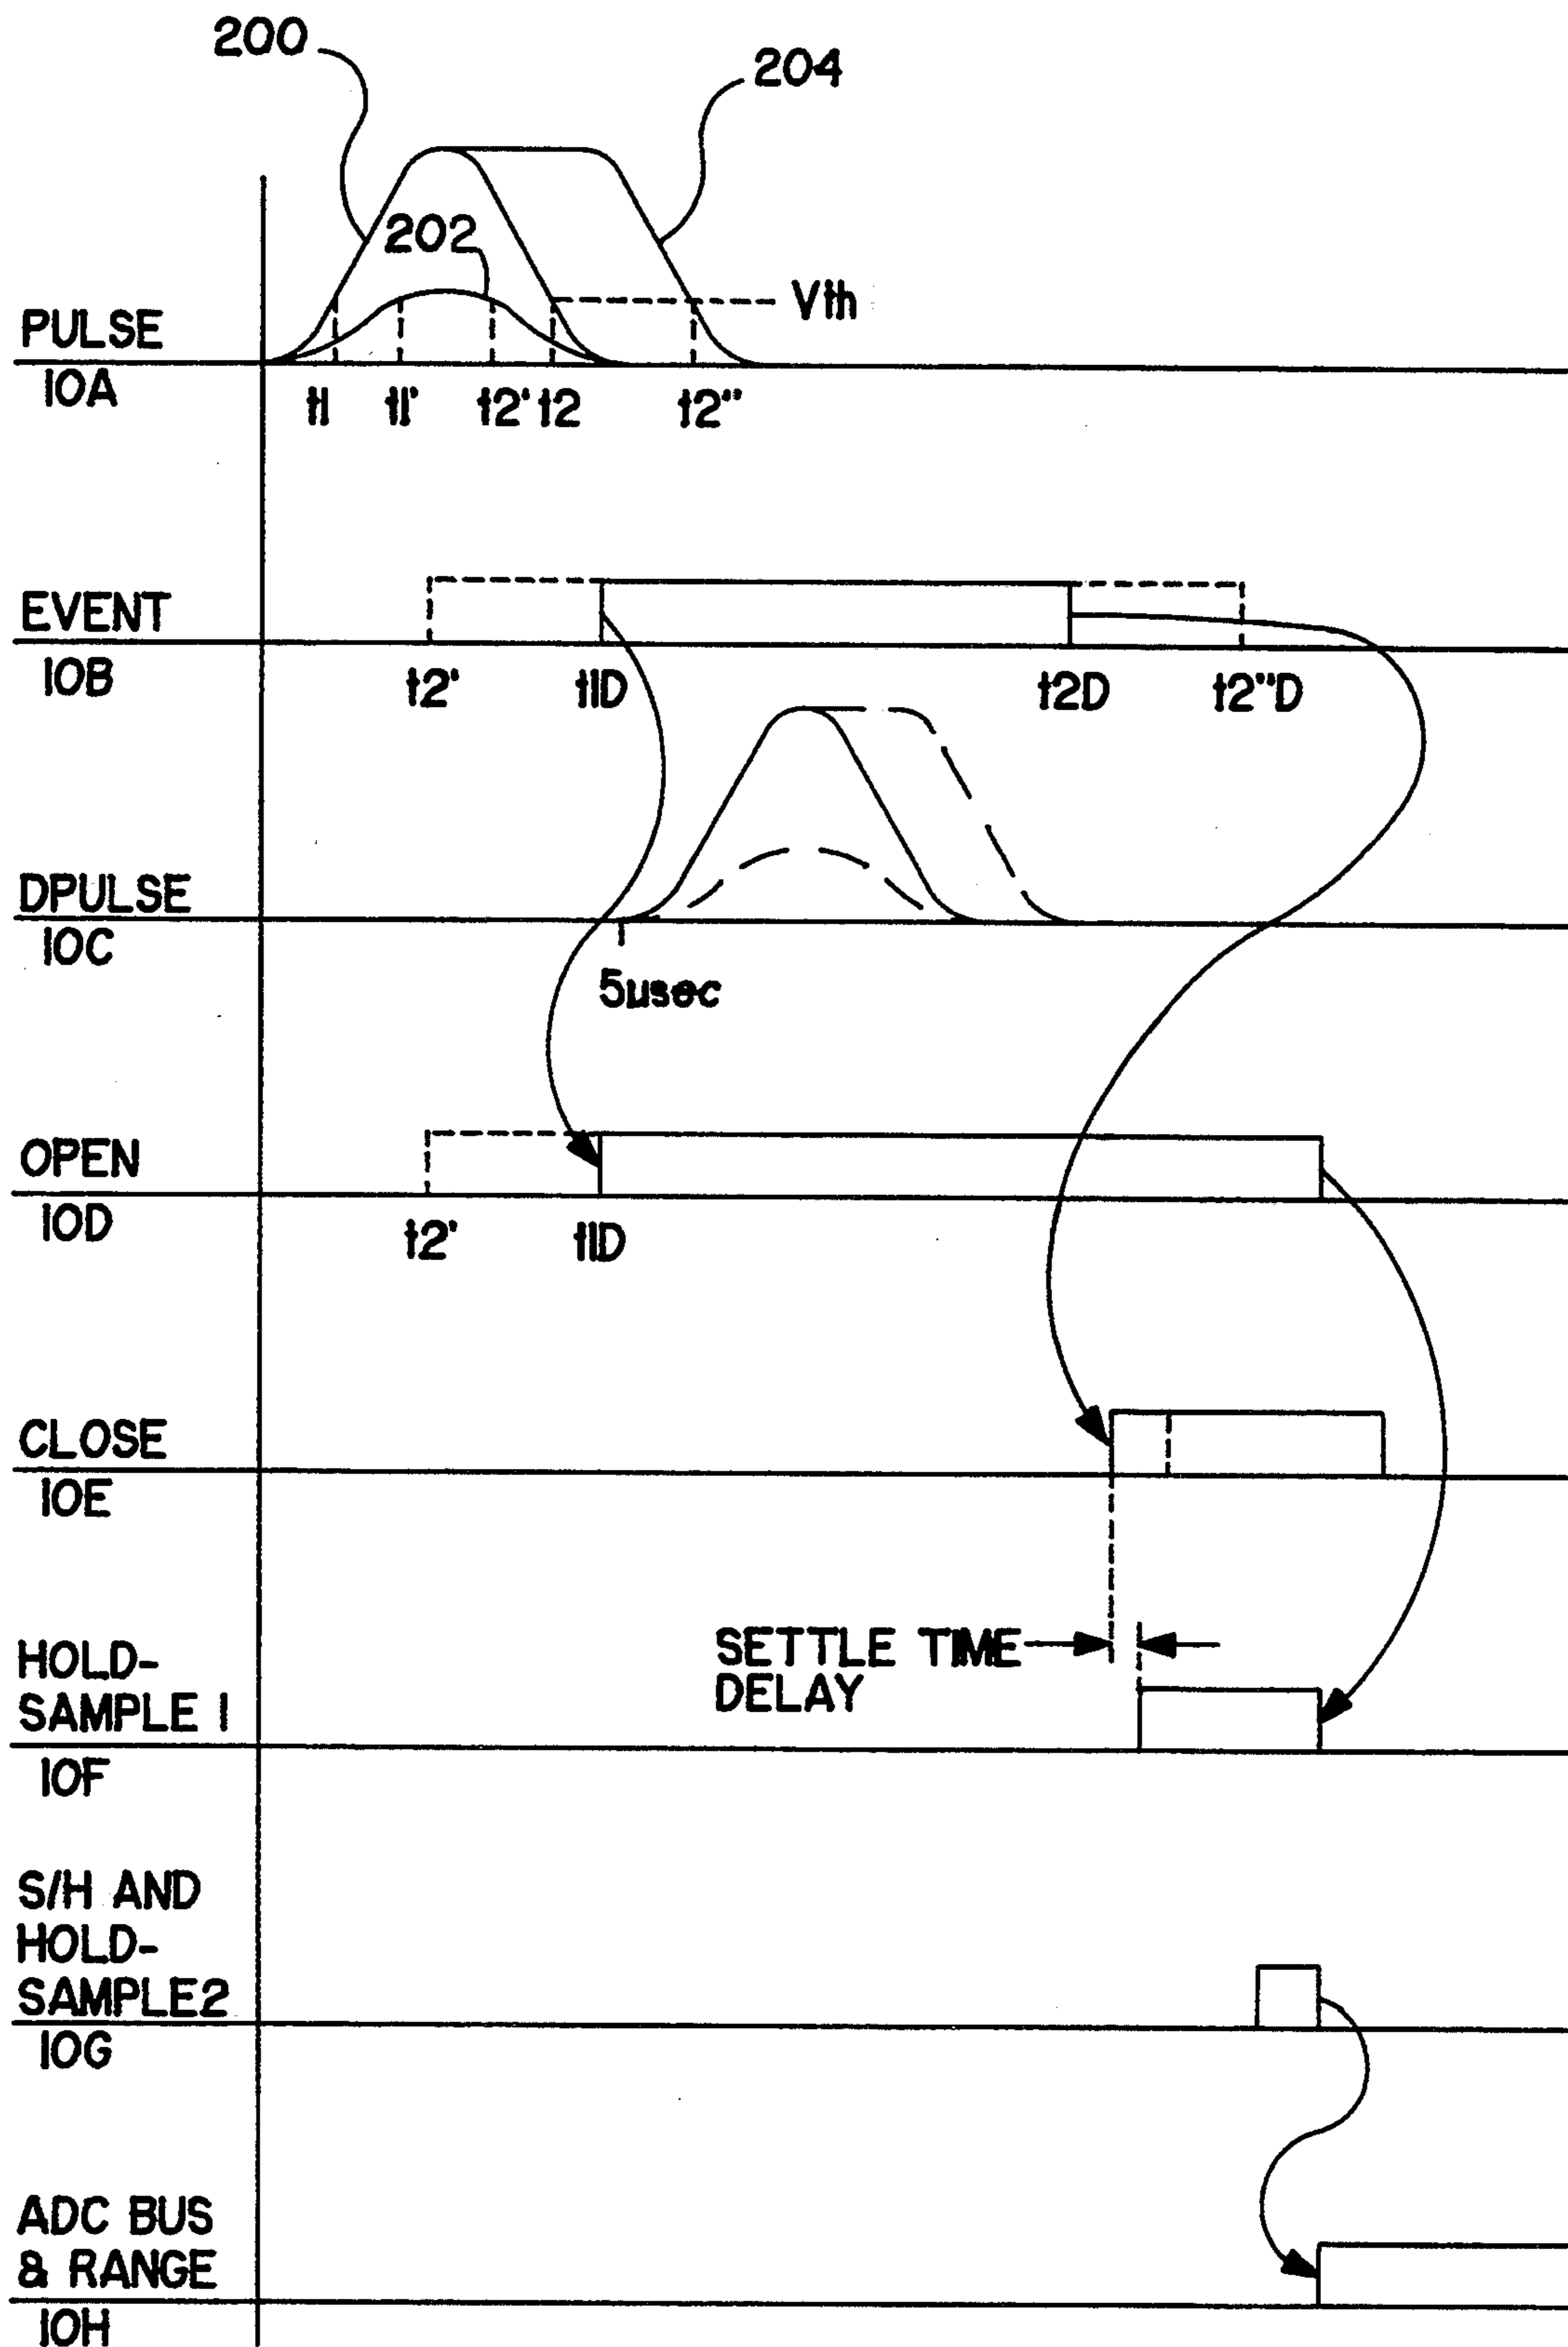 200
204
202
Vth
PULSE
10A
t1 t1' t2' t2 t2"
EVENT
10B
t2' t1D t2D t2"D
DPULSE
10C
5µsec
OPEN
10D
t2' t1D
CLOSE
10E
SETTLE TIME
DELAY
HOLD-
SAMPLE 1
10F
S/H AND
HOLD-
SAMPLE2
10G
ADC BUS
& RANGE
10H